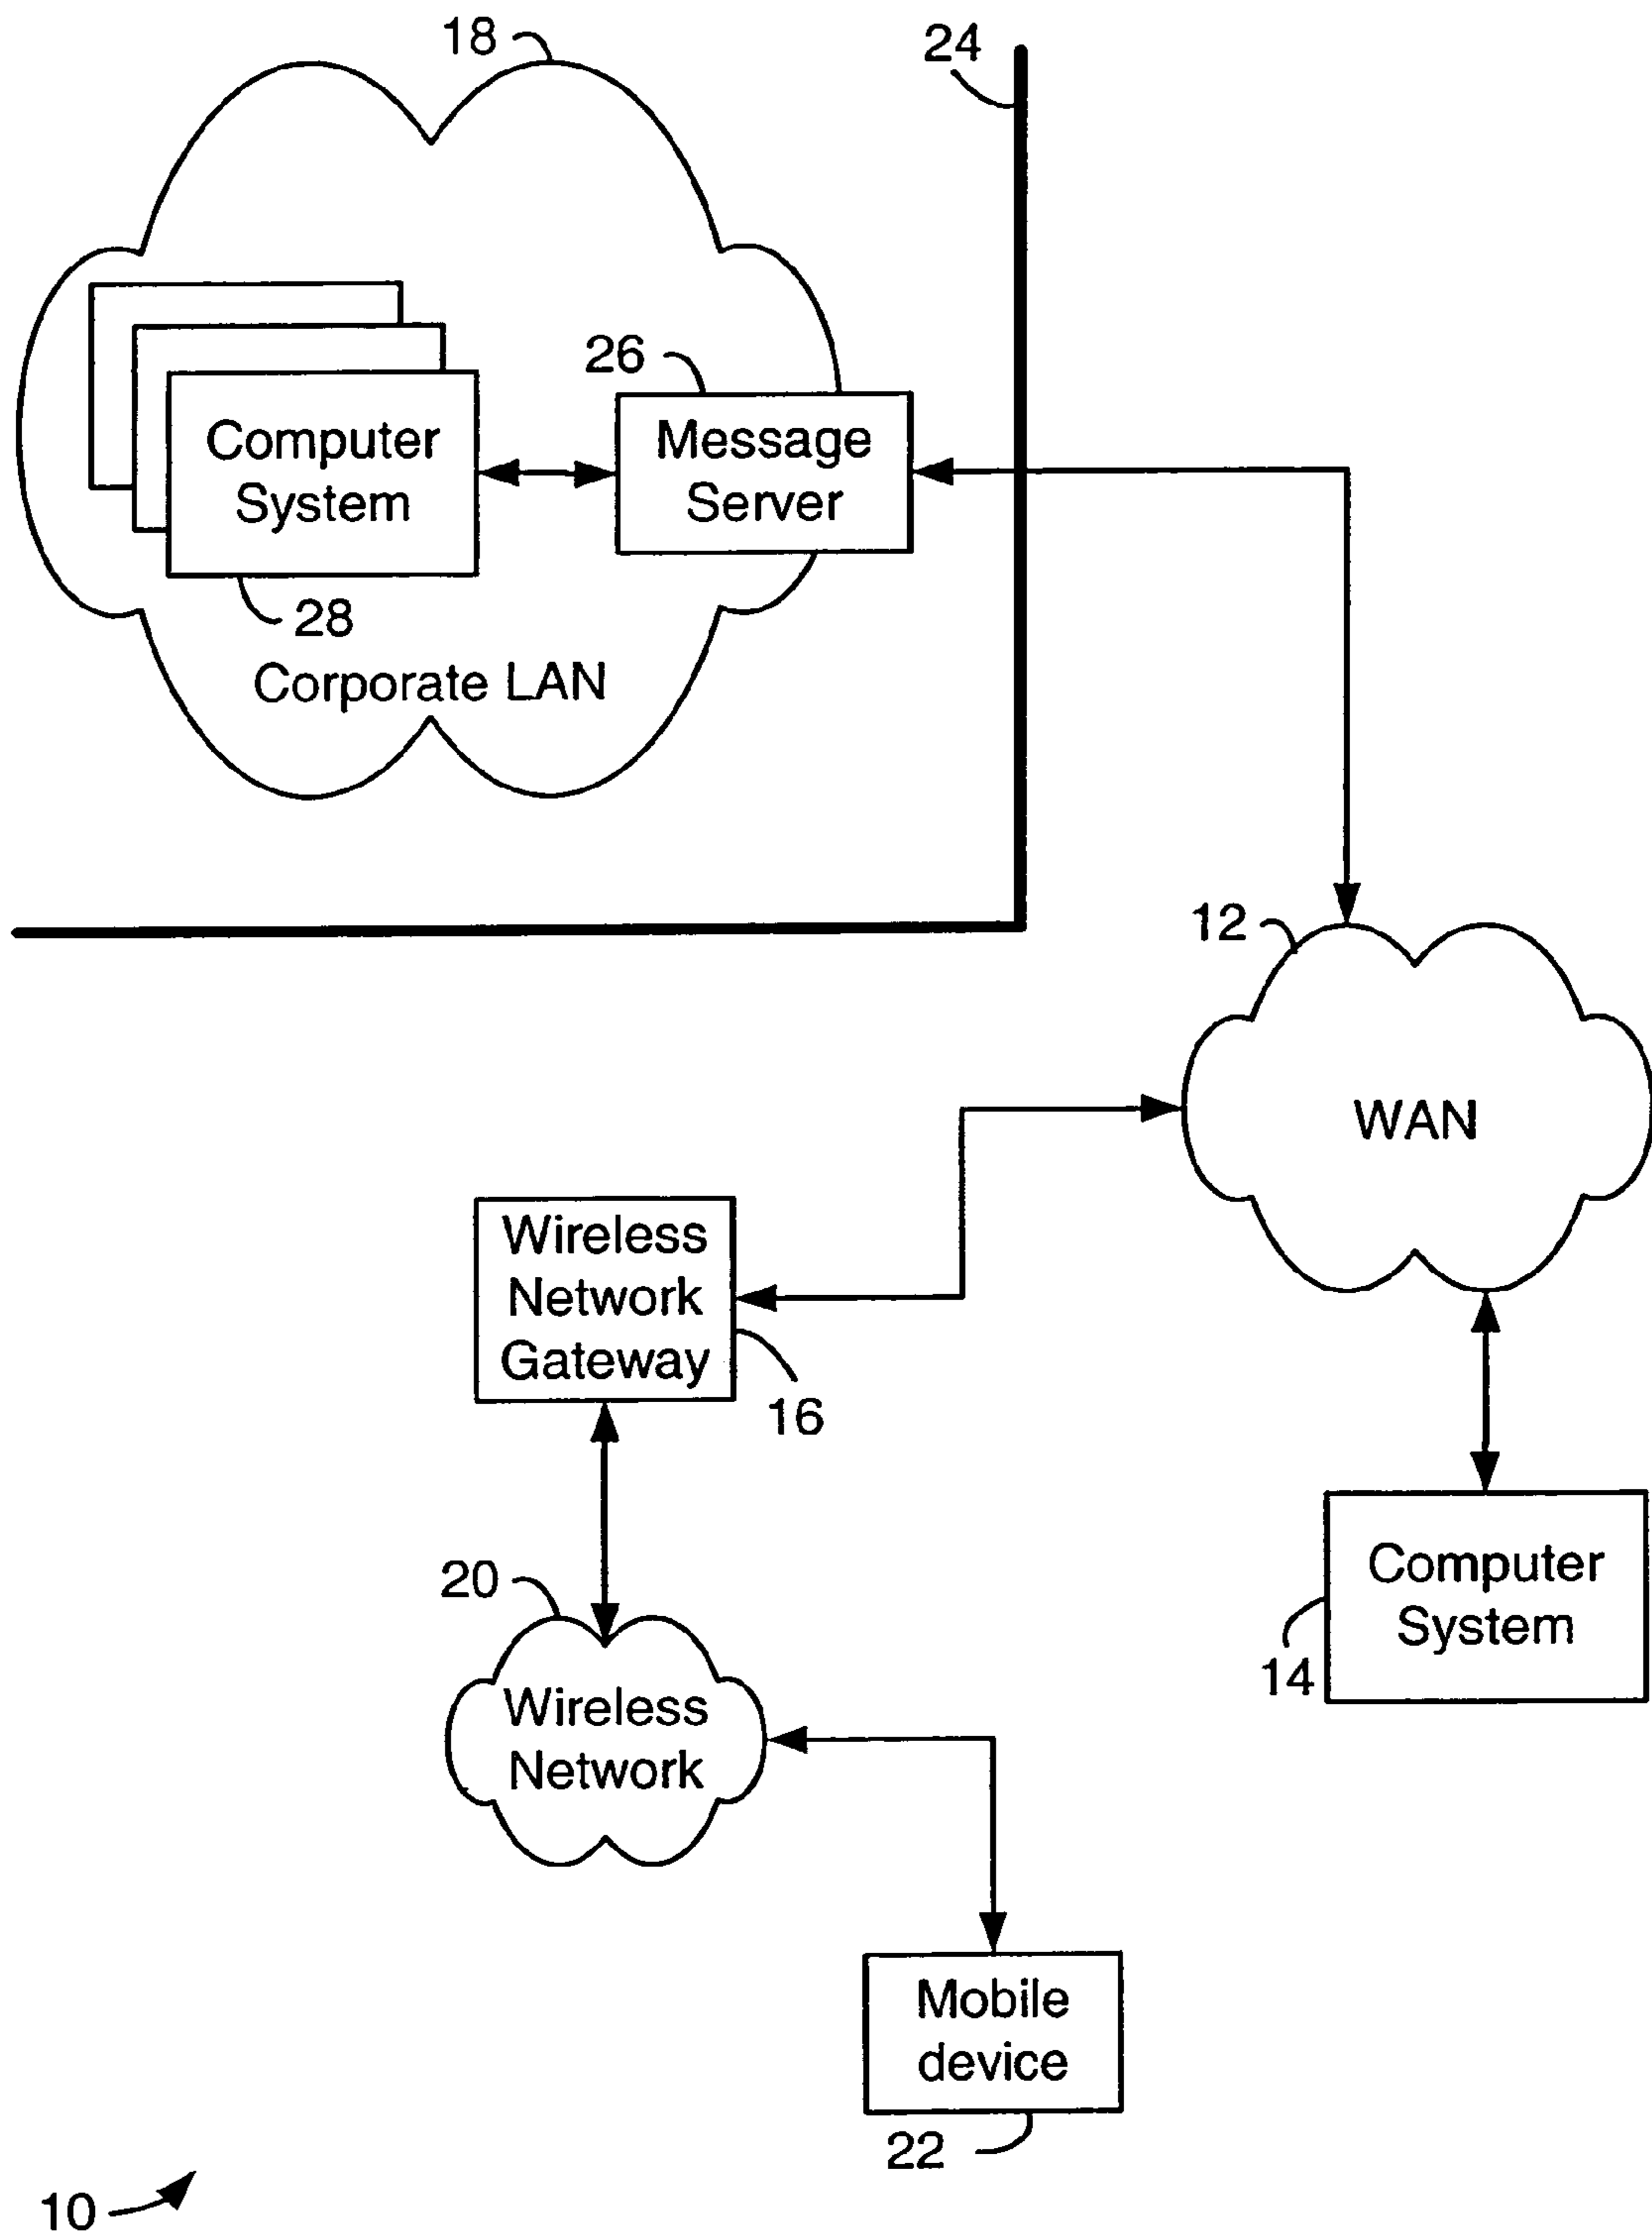 18
24
26
Computer
System
Message
Server
28
Corporate LAN
12
WAN
Wireless
Network
Gateway
16
20
Wireless
Network
Computer
System
14
Mobile
device
22
10